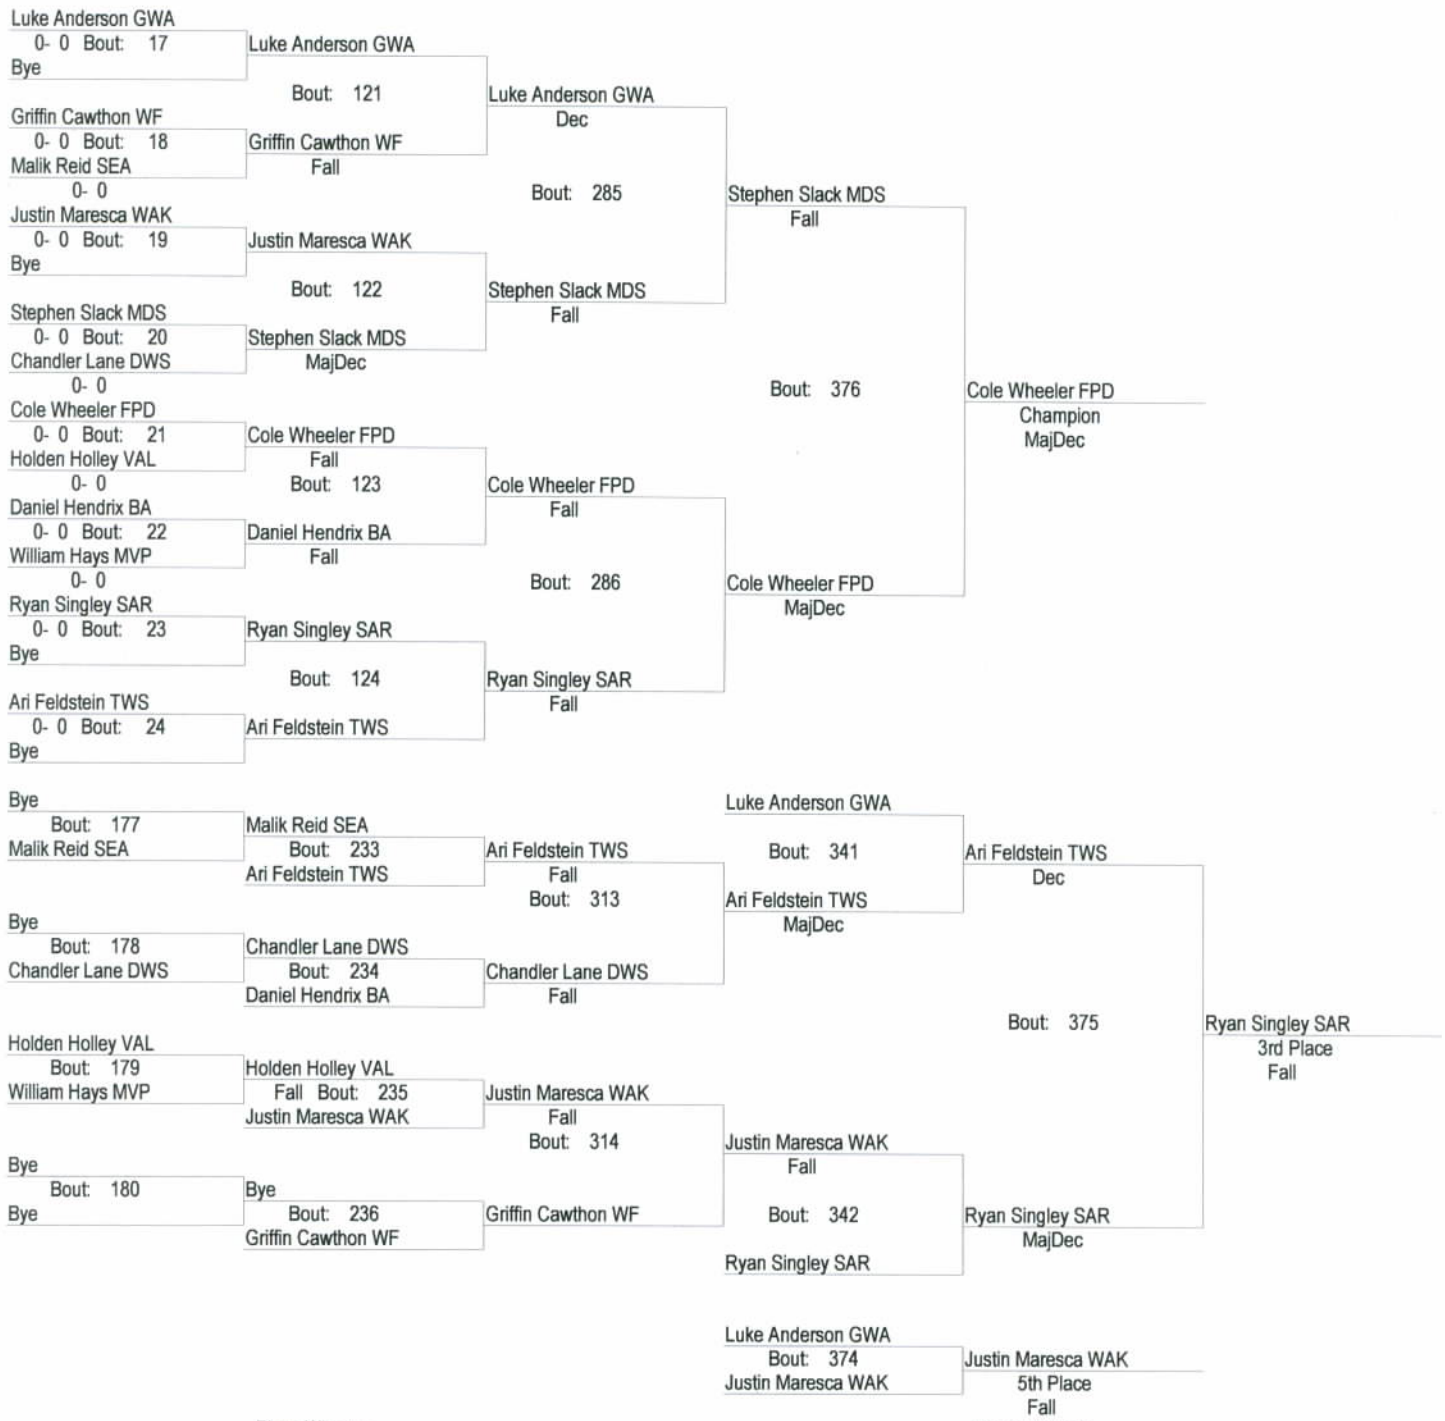 Luke Anderson GWA
0- 0 Bout: 17
Bye
Luke Anderson GWA
Bout: 121
Griffin Cawthon WF
0- 0 Bout: 18
Malik Reid SEA
0- 0
Griffin Cawthon WF
Fall
Luke Anderson GWA
Dec
Bout: 285
Justin Maresca WAK
0- 0 Bout: 19
Bye
Justin Maresca WAK
Bout: 122
Stephen Slack MDS
0- 0 Bout: 20
Chandler Lane DWS
0- 0
Stephen Slack MDS
MajDec
Stephen Slack MDS
Fall
Stephen Slack MDS
Fall
Bout: 376
Cole Wheeler FPD
Champion
MajDec
Cole Wheeler FPD
0- 0 Bout: 21
Holden Holley VAL
0- 0
Cole Wheeler FPD
Fall
Bout: 123
Daniel Hendrix BA
0- 0 Bout: 22
William Hays MVP
0- 0
Daniel Hendrix BA
Fall
Cole Wheeler FPD
Fall
Bout: 286
Cole Wheeler FPD
MajDec
Ryan Singley SAR
0- 0 Bout: 23
Bye
Ryan Singley SAR
Bout: 124
Ari Feldstein TWS
0- 0 Bout: 24
Bye
Ari Feldstein TWS
Ryan Singley SAR
Fall
Bye
Bout: 177
Malik Reid SEA
Malik Reid SEA
Bout: 233
Ari Feldstein TWS
Ari Feldstein TWS
Fall
Bout: 313
Bye
Bout: 178
Chandler Lane DWS
Chandler Lane DWS
Bout: 234
Daniel Hendrix BA
Chandler Lane DWS
Fall
Luke Anderson GWA
Bout: 341
Ari Feldstein TWS
MajDec
Ari Feldstein TWS
Dec
Bout: 375
Ryan Singley SAR
3rd Place
Fall
Holden Holley VAL
Bout: 179
William Hays MVP
Holden Holley VAL
Fall Bout: 235
Justin Maresca WAK
Justin Maresca WAK
Fall
Bout: 314
Bye
Bout: 180
Bye
Bye
Bout: 236
Griffin Cawthon WF
Griffin Cawthon WF
Justin Maresca WAK
Fall
Bout: 342
Ryan Singley SAR
Ryan Singley SAR
MajDec
Luke Anderson GWA
Bout: 374
Justin Maresca WAK
Justin Maresca WAK
5th Place
Fall